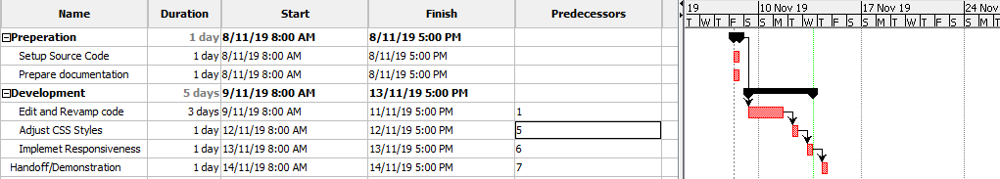 Name Duration Start Finish Predecessors 19 10 Nov 19 17 Nov 19 24 Nov
T W T F S S M T W T F S S M T W T F S S M T
Preperation 1 day 8/11/19 8:00 AM 8/11/19 5:00 PM
Setup Source Code 1 day 8/11/19 8:00 AM 8/11/19 5:00 PM
Prepare documentation 1 day 8/11/19 8:00 AM 8/11/19 5:00 PM
Development 5 days 9/11/19 8:00 AM 13/11/19 5:00 PM
Edit and Revamp code 3 days 9/11/19 8:00 AM 11/11/19 5:00 PM 1
Adjust CSS Styles 1 day 12/11/19 8:00 AM 12/11/19 5:00 PM 5
Implemet Responsiveness 1 day 13/11/19 8:00 AM 13/11/19 5:00 PM 6
Handoff/Demonstration 1 day 14/11/19 8:00 AM 14/11/19 5:00 PM 7